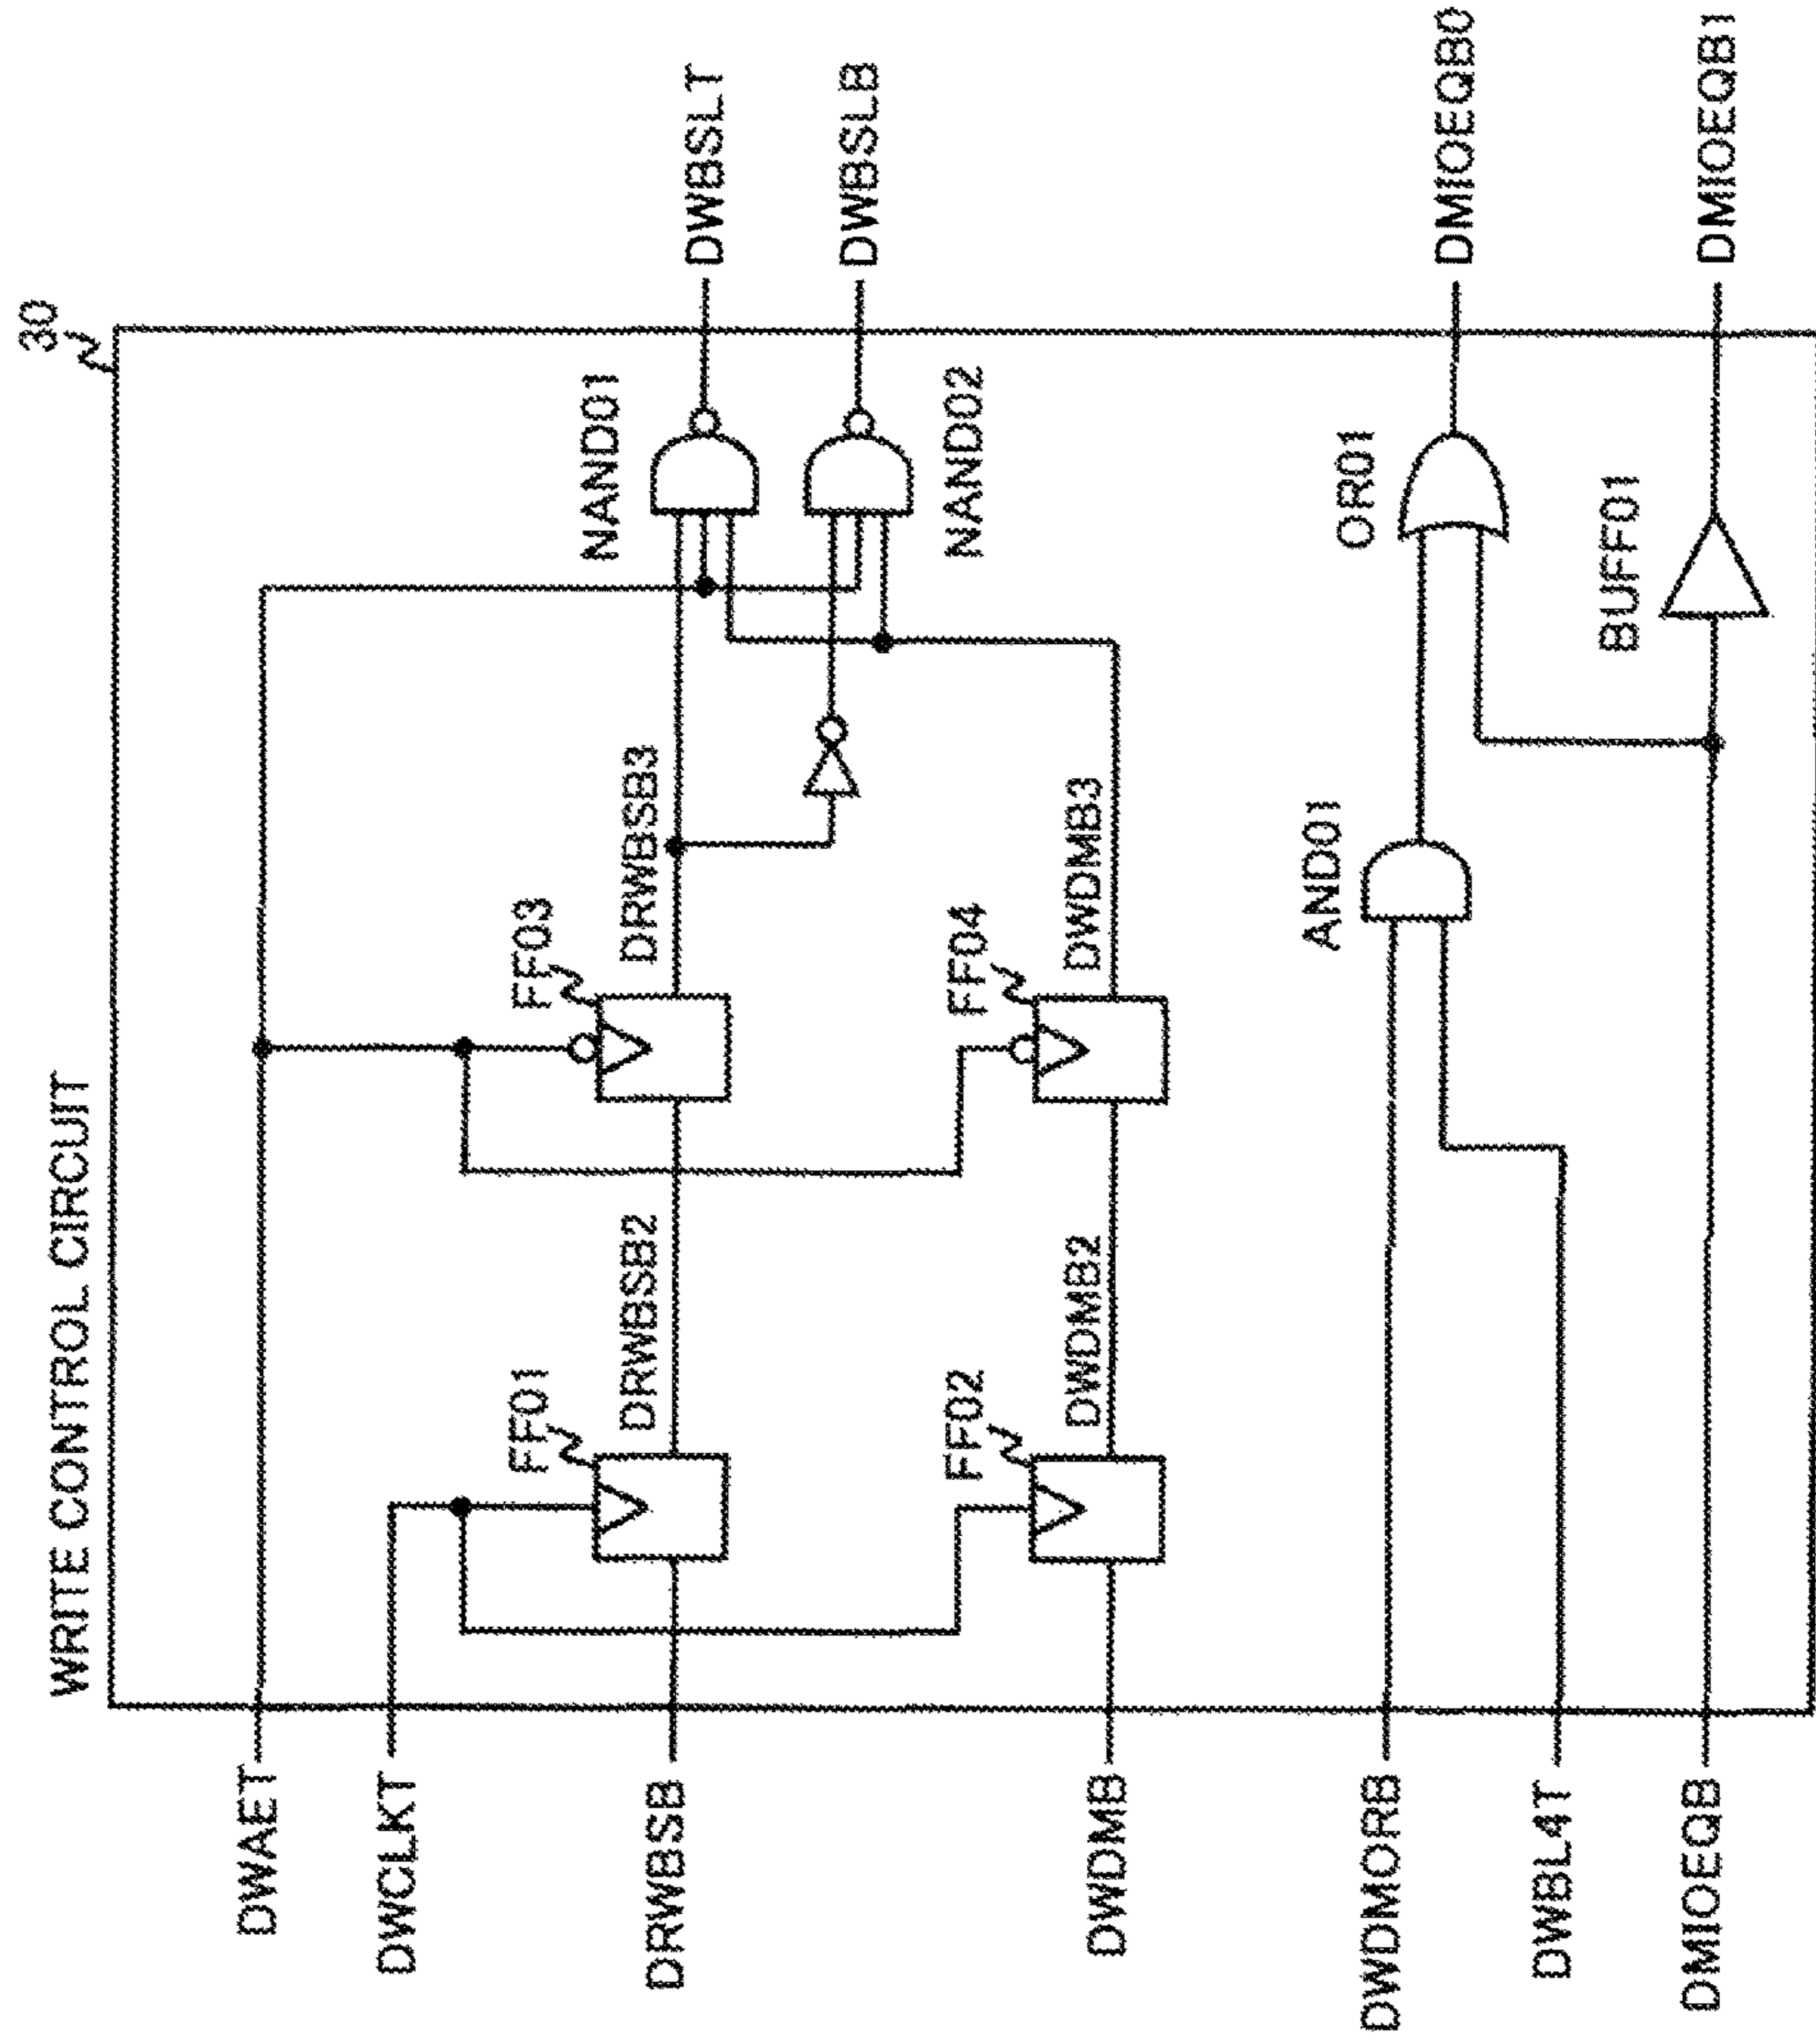 WRITE CONTROL CIRCUIT
30
DWAET
DWCLKT
DRWBSB
DWDMB
DWDMORB
DWBL4T
DMIOEQB
FF01
DRWBSB2
FF03
DRWBSB3
NAND01
DWBSLT
DWBSLB
NAND02
FF02
DWDMB2
FF04
DWDMB3
AND01
OR01
DMIOEQB0
BUFF01
DMIOEQB1